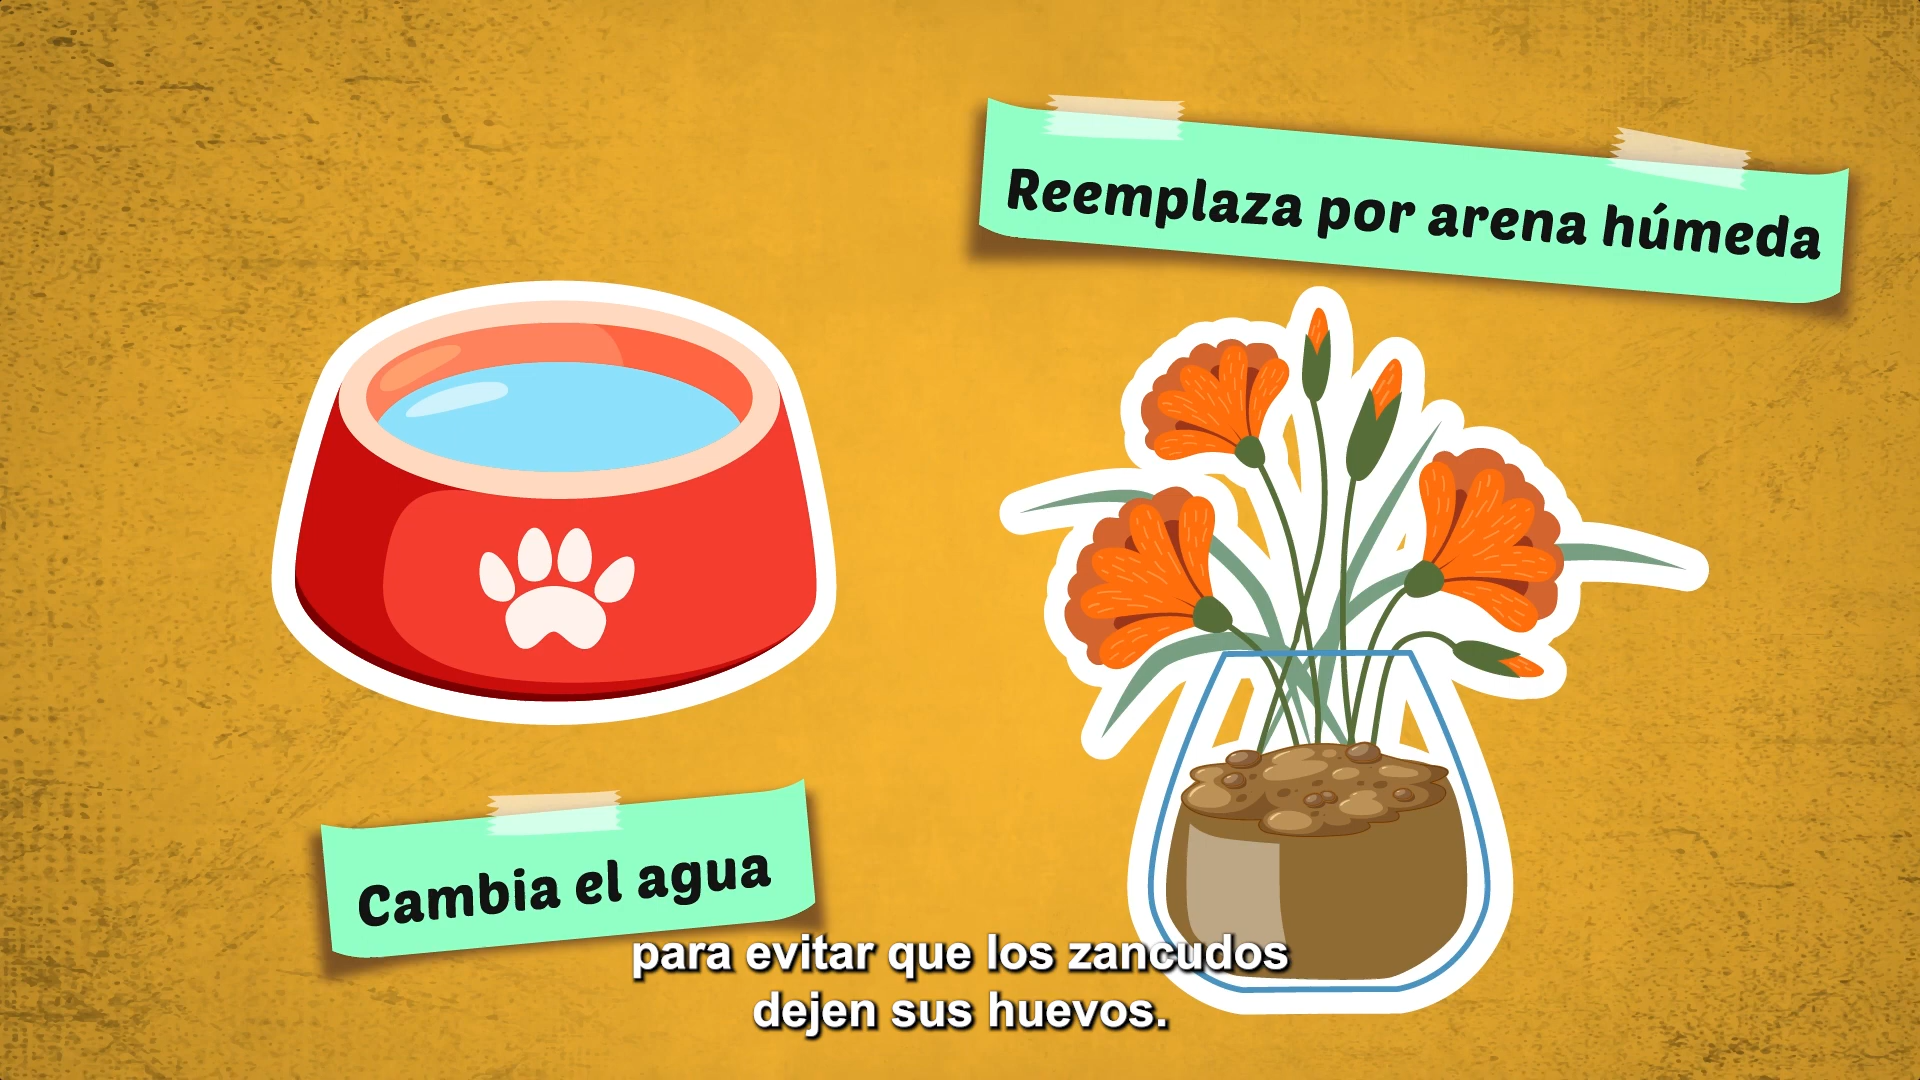 Reemplaza por arena húmeda
Cambia el agua
para evitar que los zancudos
dejen sus huevos.